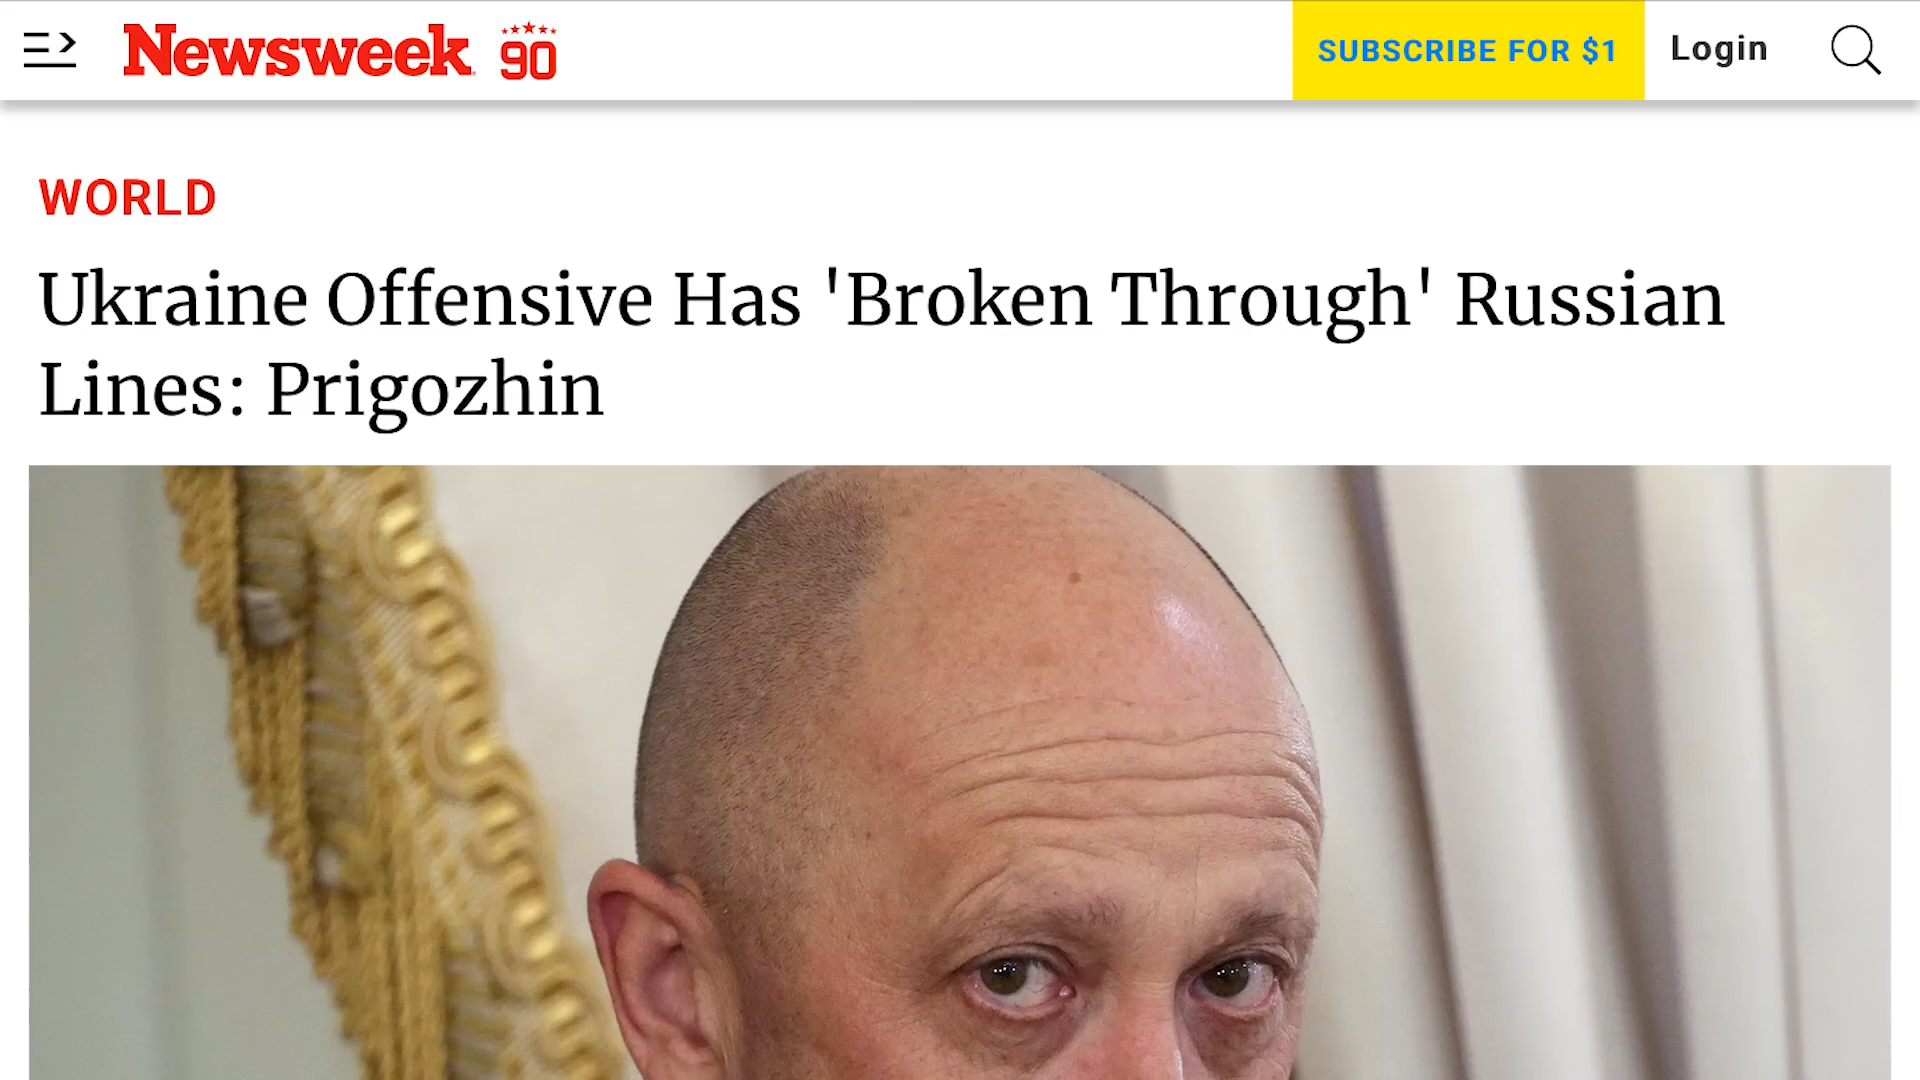 Newsweek 90
SUBSCRIBE FOR $1
Login
WORLD
Ukraine Offensive Has 'Broken Through' Russian
Lines: Prigozhin